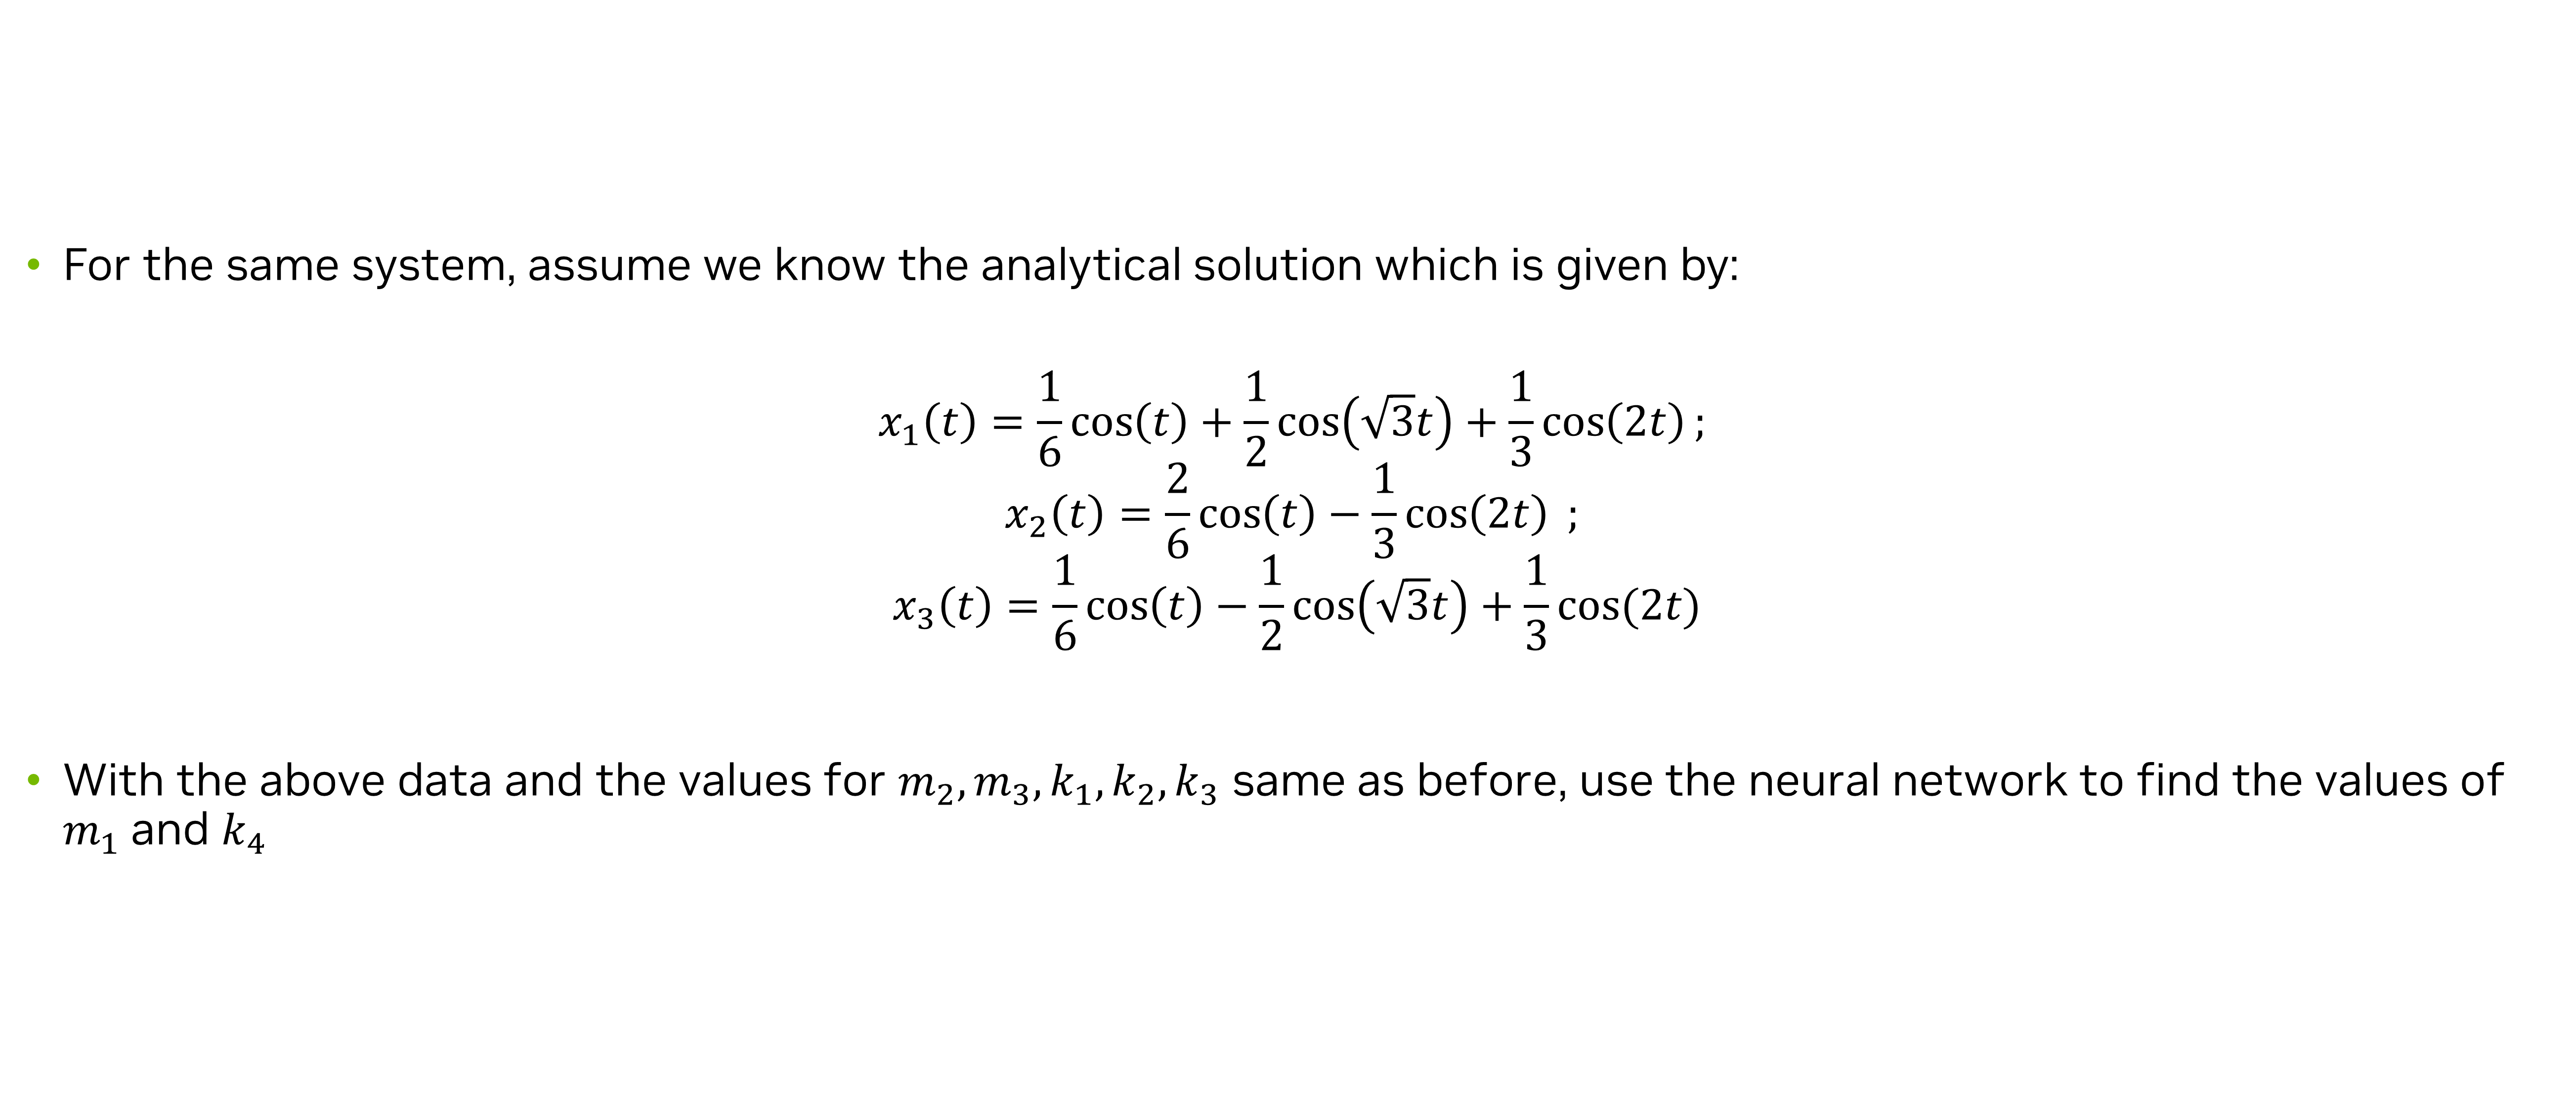 • For the same system, assume we know the analytical solution which is given by:
x₁(t) = 1/6 cos(t) + 1/2 cos(√3t) + 1/3 cos(2t) ;
x₂(t) = 2/6 cos(t) − 1/3 cos(2t) ;
x₃(t) = 1/6 cos(t) − 1/2 cos(√3t) + 1/3 cos(2t)
• With the above data and the values for m₂, m₃, k₁, k₂, k₃ same as before, use the neural network to find the values of
m₁ and k₄